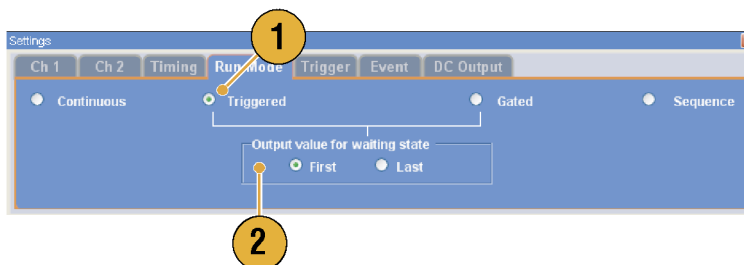 1
Settings
Ch 1 Ch 2 Timing Run Mode Trigger Event DC Output
Continuous Triggered Gated Sequence
Output value for waiting state
First Last
2